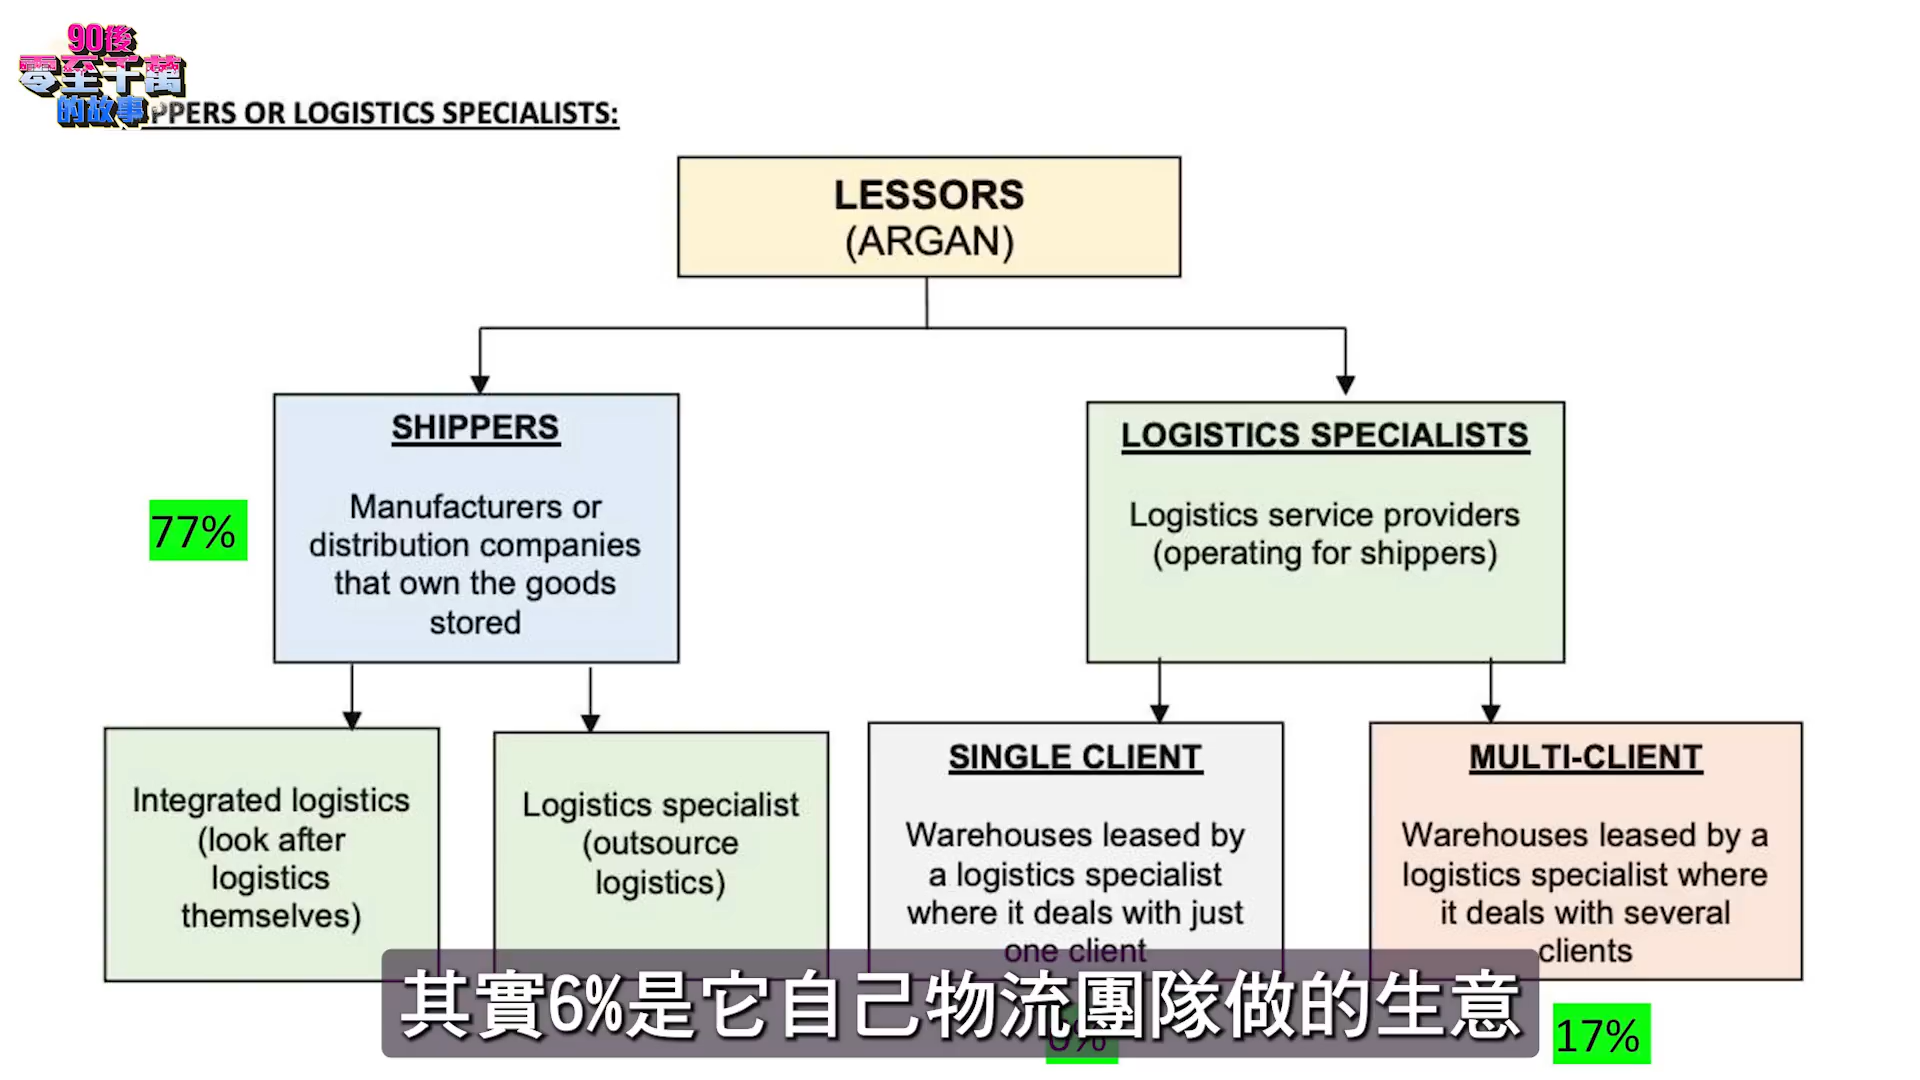 90後
零至千萬
的故事
PPERS OR LOGISTICS SPECIALISTS:
LESSORS
(ARGAN)
SHIPPERS
Manufacturers or
distribution companies
that own the goods
stored
77%
LOGISTICS SPECIALISTS
Logistics service providers
(operating for shippers)
Integrated logistics
(look after
logistics
themselves)
Logistics specialist
(outsource
logistics)
SINGLE CLIENT
Warehouses leased by
a logistics specialist
where it deals with just
one client
MULTI-CLIENT
Warehouses leased by a
logistics specialist where
it deals with several
clients
其實6%是它自己物流團隊做的生意
17%